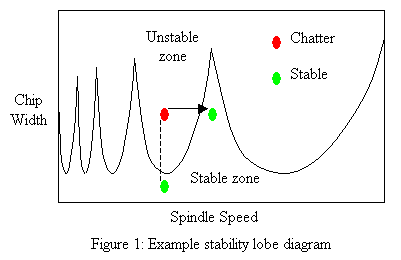 Unstable
zone
Chatter
Stable
Chip
Width
Stable zone
Spindle Speed
Figure 1: Example stability lobe diagram